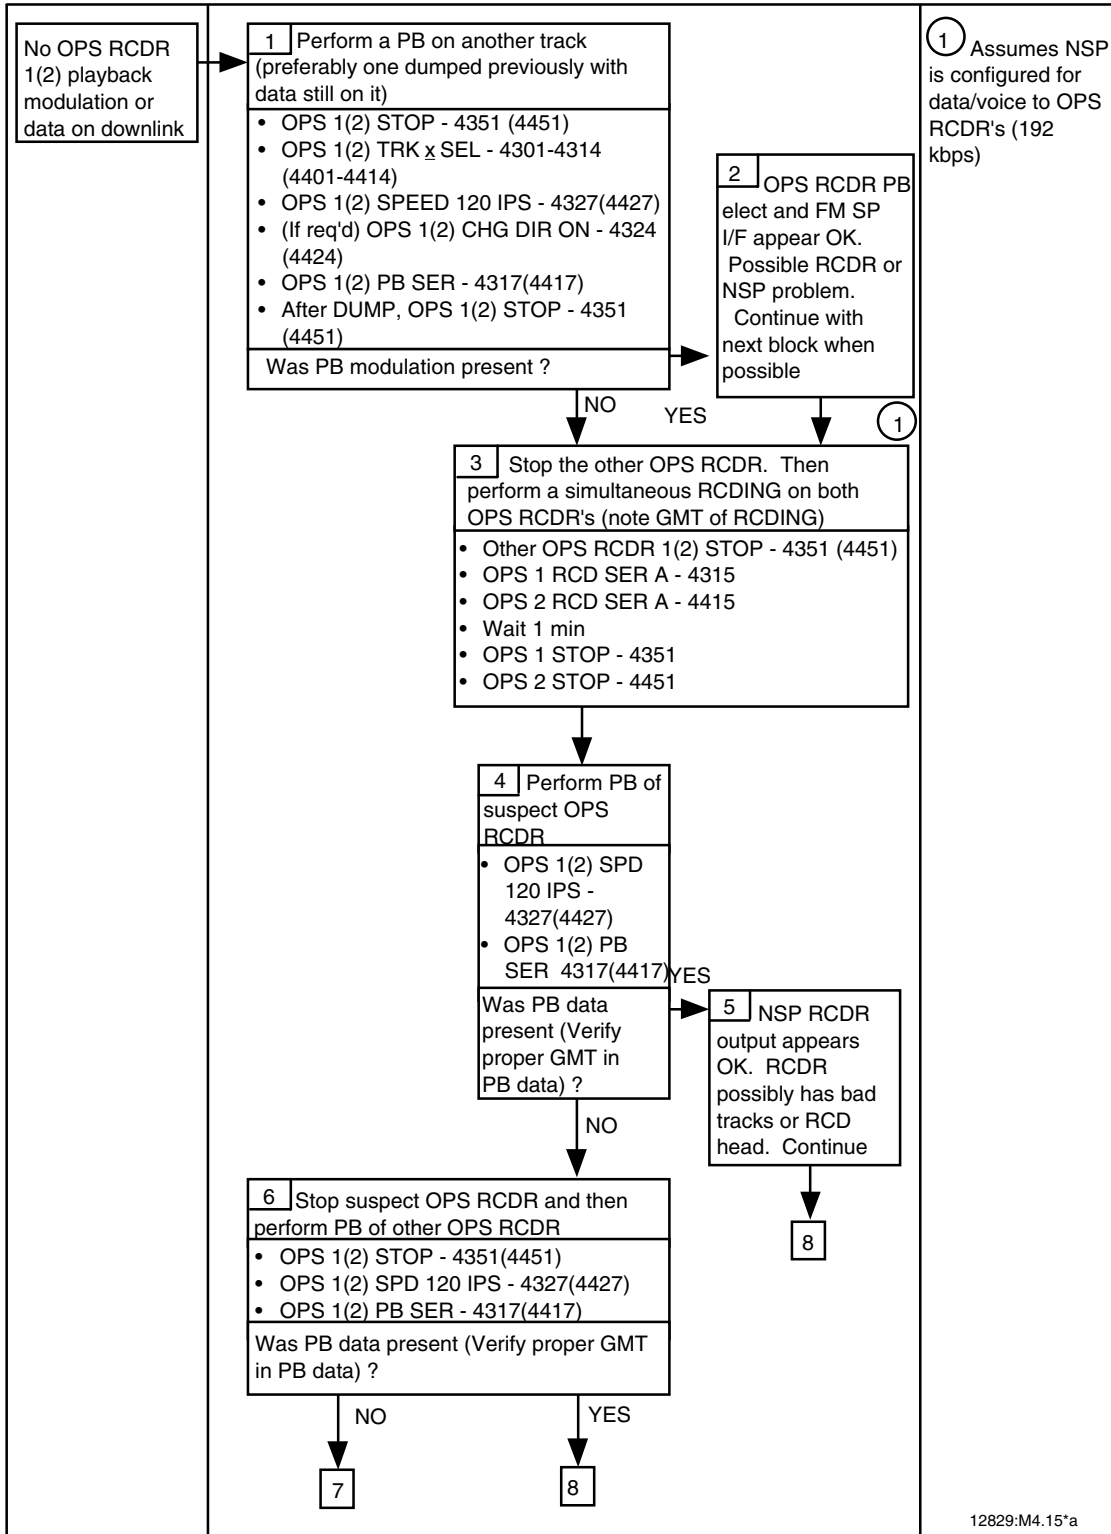 No OPS RCDR
1(2) playback
modulation or
data on downlink
1 Perform a PB on another track
(preferably one dumped previously with
data still on it)
• OPS 1(2) STOP - 4351 (4451)
• OPS 1(2) TRK x SEL - 4301-4314
(4401-4414)
• OPS 1(2) SPEED 120 IPS - 4327(4427)
• (If req'd) OPS 1(2) CHG DIR ON - 4324
(4424)
• OPS 1(2) PB SER - 4317(4417)
• After DUMP, OPS 1(2) STOP - 4351
(4451)
Was PB modulation present ?
NO
YES
2 OPS RCDR PB
elect and FM SP
I/F appear OK.
Possible RCDR or
NSP problem.
Continue with
next block when
possible
1
1 Assumes NSP
is configured for
data/voice to OPS
RCDR's (192
kbps)
3 Stop the other OPS RCDR. Then
perform a simultaneous RCDING on both
OPS RCDR's (note GMT of RCDING)
• Other OPS RCDR 1(2) STOP - 4351 (4451)
• OPS 1 RCD SER A - 4315
• OPS 2 RCD SER A - 4415
• Wait 1 min
• OPS 1 STOP - 4351
• OPS 2 STOP - 4451
4 Perform PB of
suspect OPS
RCDR
• OPS 1(2) SPD
120 IPS -
4327(4427)
• OPS 1(2) PB
SER 4317(4417)
Was PB data
present (Verify
proper GMT in
PB data) ?
YES
NO
5 NSP RCDR
output appears
OK. RCDR
possibly has bad
tracks or RCD
head. Continue
8
6 Stop suspect OPS RCDR and then
perform PB of other OPS RCDR
• OPS 1(2) STOP - 4351(4451)
• OPS 1(2) SPD 120 IPS - 4327(4427)
• OPS 1(2) PB SER - 4317(4417)
Was PB data present (Verify proper GMT
in PB data) ?
NO
YES
7
8
12829:M4.15*a